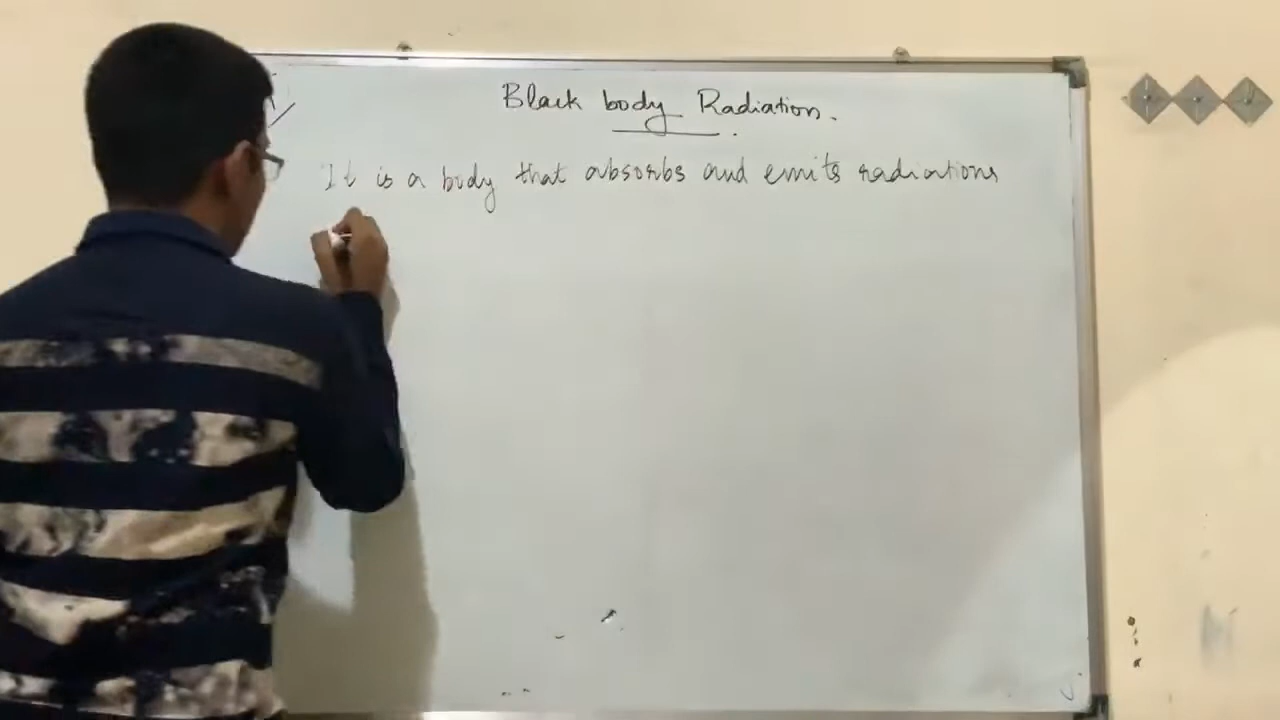 Black body Radiation.
It is a body that absorbs and emits radiations